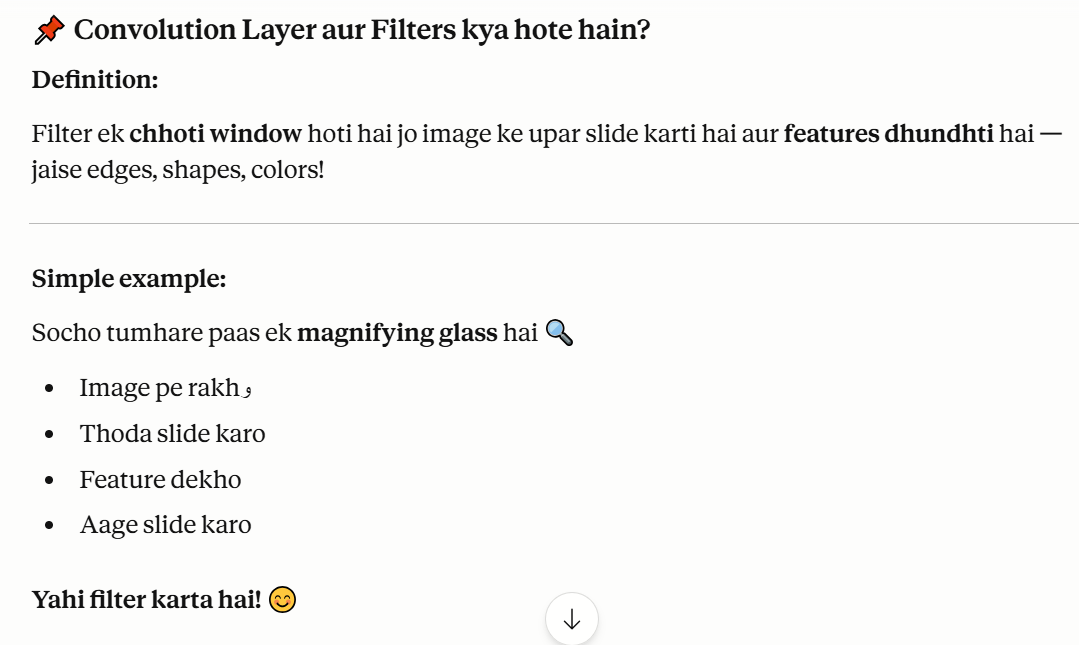 📌 Convolution Layer aur Filters kya hote hain?
Definition:
Filter ek chhoti window hoti hai jo image ke upar slide karti hai aur features dhundhti hai —
jaise edges, shapes, colors!
Simple example:
Socho tumhare paas ek magnifying glass hai 🔍
• Image pe rakhو
• Thoda slide karo
• Feature dekho
• Aage slide karo
Yahi filter karta hai! 😊